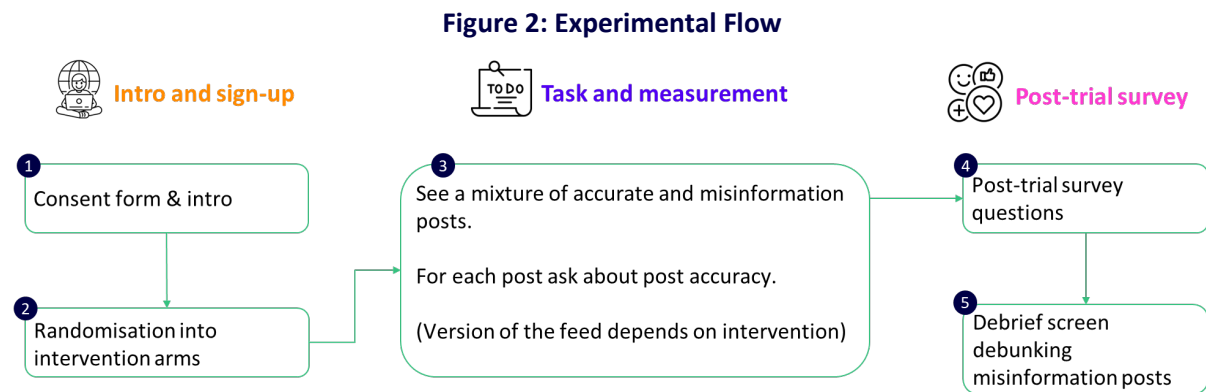 Figure 2: Experimental Flow
Intro and sign-up
TO DO
Task and measurement
Post-trial survey
1
Consent form & intro
2
Randomisation into
intervention arms
3
See a mixture of accurate and misinformation
posts.
For each post ask about post accuracy.
(Version of the feed depends on intervention)
4
Post-trial survey
questions
5
Debrief screen
debunking
misinformation posts